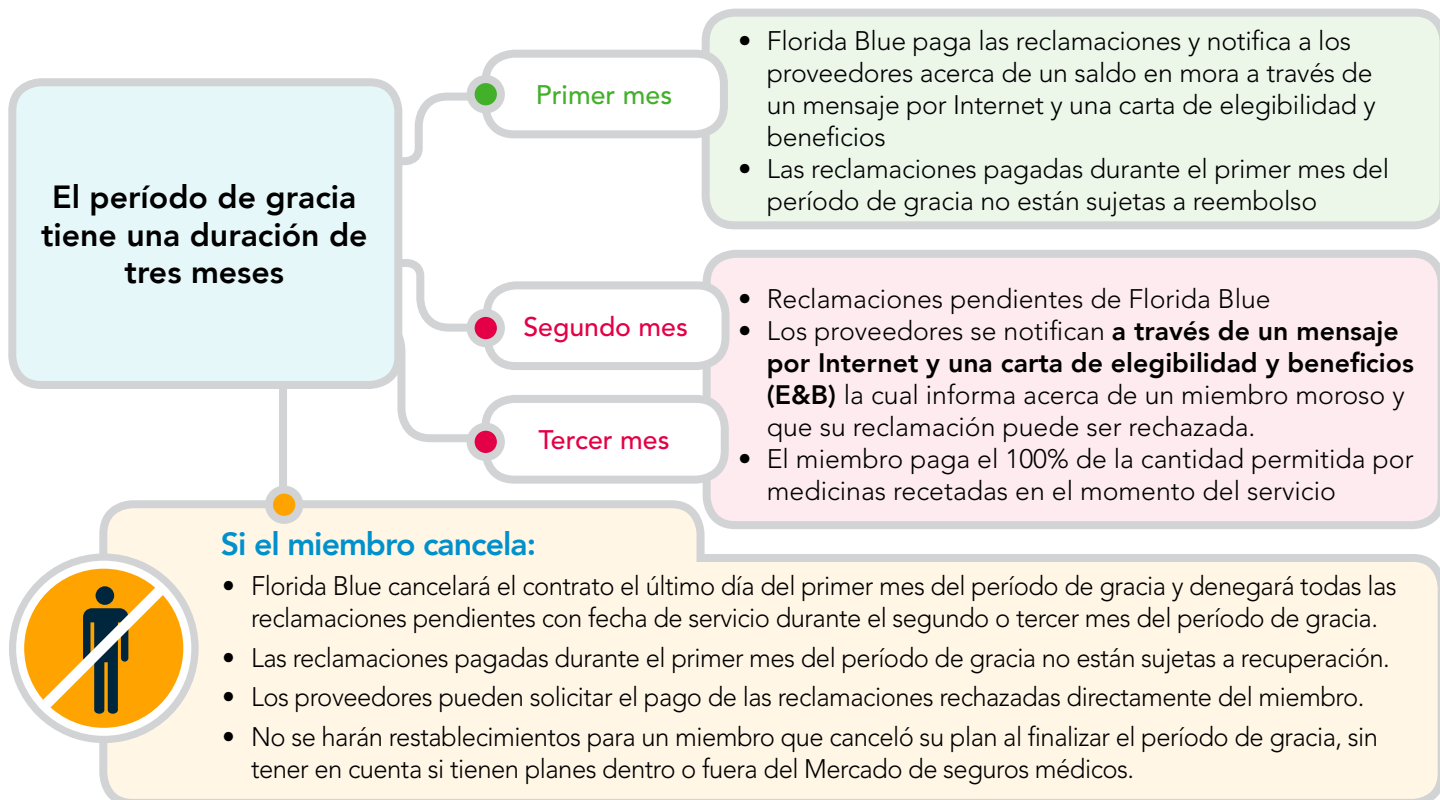 El período de gracia
tiene una duración de
tres meses
Primer mes
• Florida Blue paga las reclamaciones y notifica a los
proveedores acerca de un saldo en mora a través de
un mensaje por Internet y una carta de elegibilidad y
beneficios
• Las reclamaciones pagadas durante el primer mes del
período de gracia no están sujetas a reembolso
Segundo mes
Tercer mes
• Reclamaciones pendientes de Florida Blue
• Los proveedores se notifican a través de un mensaje
por Internet y una carta de elegibilidad y beneficios
(E&B) la cual informa acerca de un miembro moroso y
que su reclamación puede ser rechazada.
• El miembro paga el 100% de la cantidad permitida por
medicinas recetadas en el momento del servicio
Si el miembro cancela:
• Florida Blue cancelará el contrato el último día del primer mes del período de gracia y denegará todas las
reclamaciones pendientes con fecha de servicio durante el segundo o tercer mes del período de gracia.
• Las reclamaciones pagadas durante el primer mes del período de gracia no están sujetas a recuperación.
• Los proveedores pueden solicitar el pago de las reclamaciones rechazadas directamente del miembro.
• No se harán restablecimientos para un miembro que canceló su plan al finalizar el período de gracia, sin
tener en cuenta si tienen planes dentro o fuera del Mercado de seguros médicos.